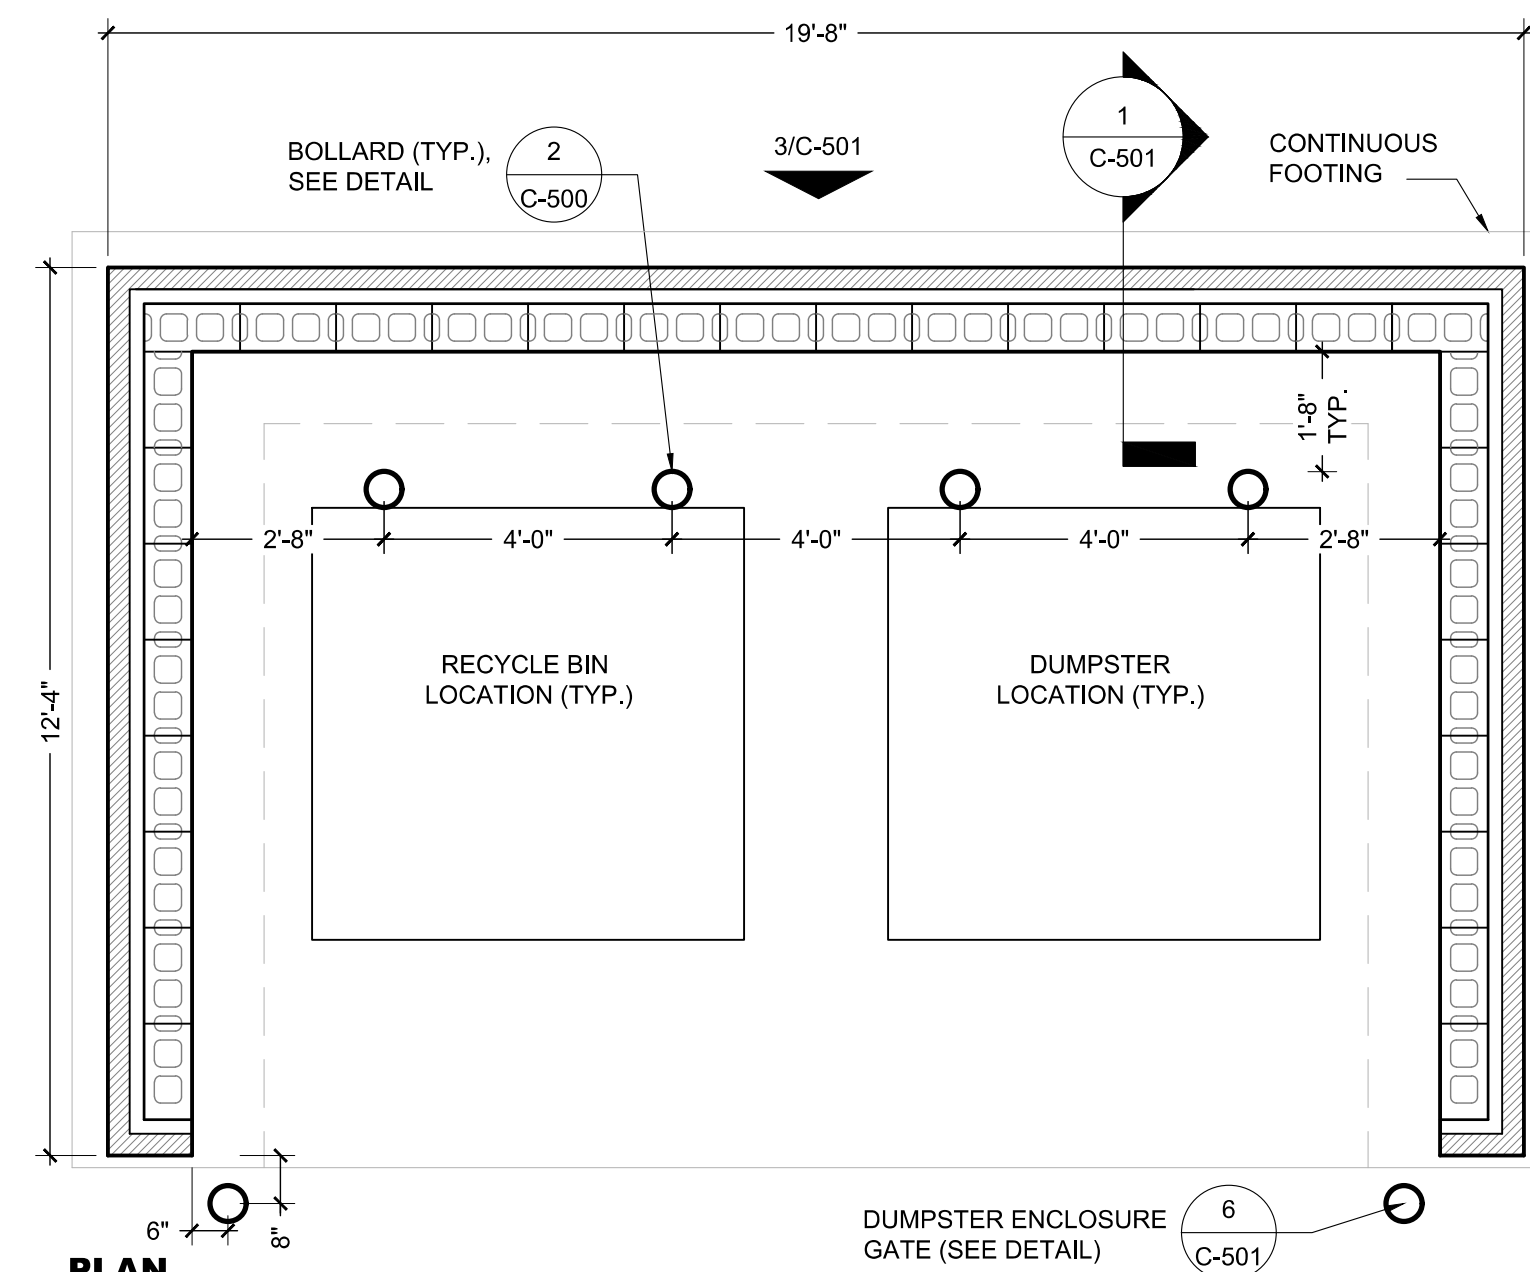 19'-8"
BOLLARD (TYP.),
SEE DETAIL
2
C-500
3/C-501
1
C-501
CONTINUOUS
FOOTING
1'-8"
TYP.
2'-8"
4'-0"
4'-0"
4'-0"
2'-8"
12'-4"
RECYCLE BIN
LOCATION (TYP.)
DUMPSTER
LOCATION (TYP.)
6"
8"
DUMPSTER ENCLOSURE
GATE (SEE DETAIL)
6
C-501
PLAN